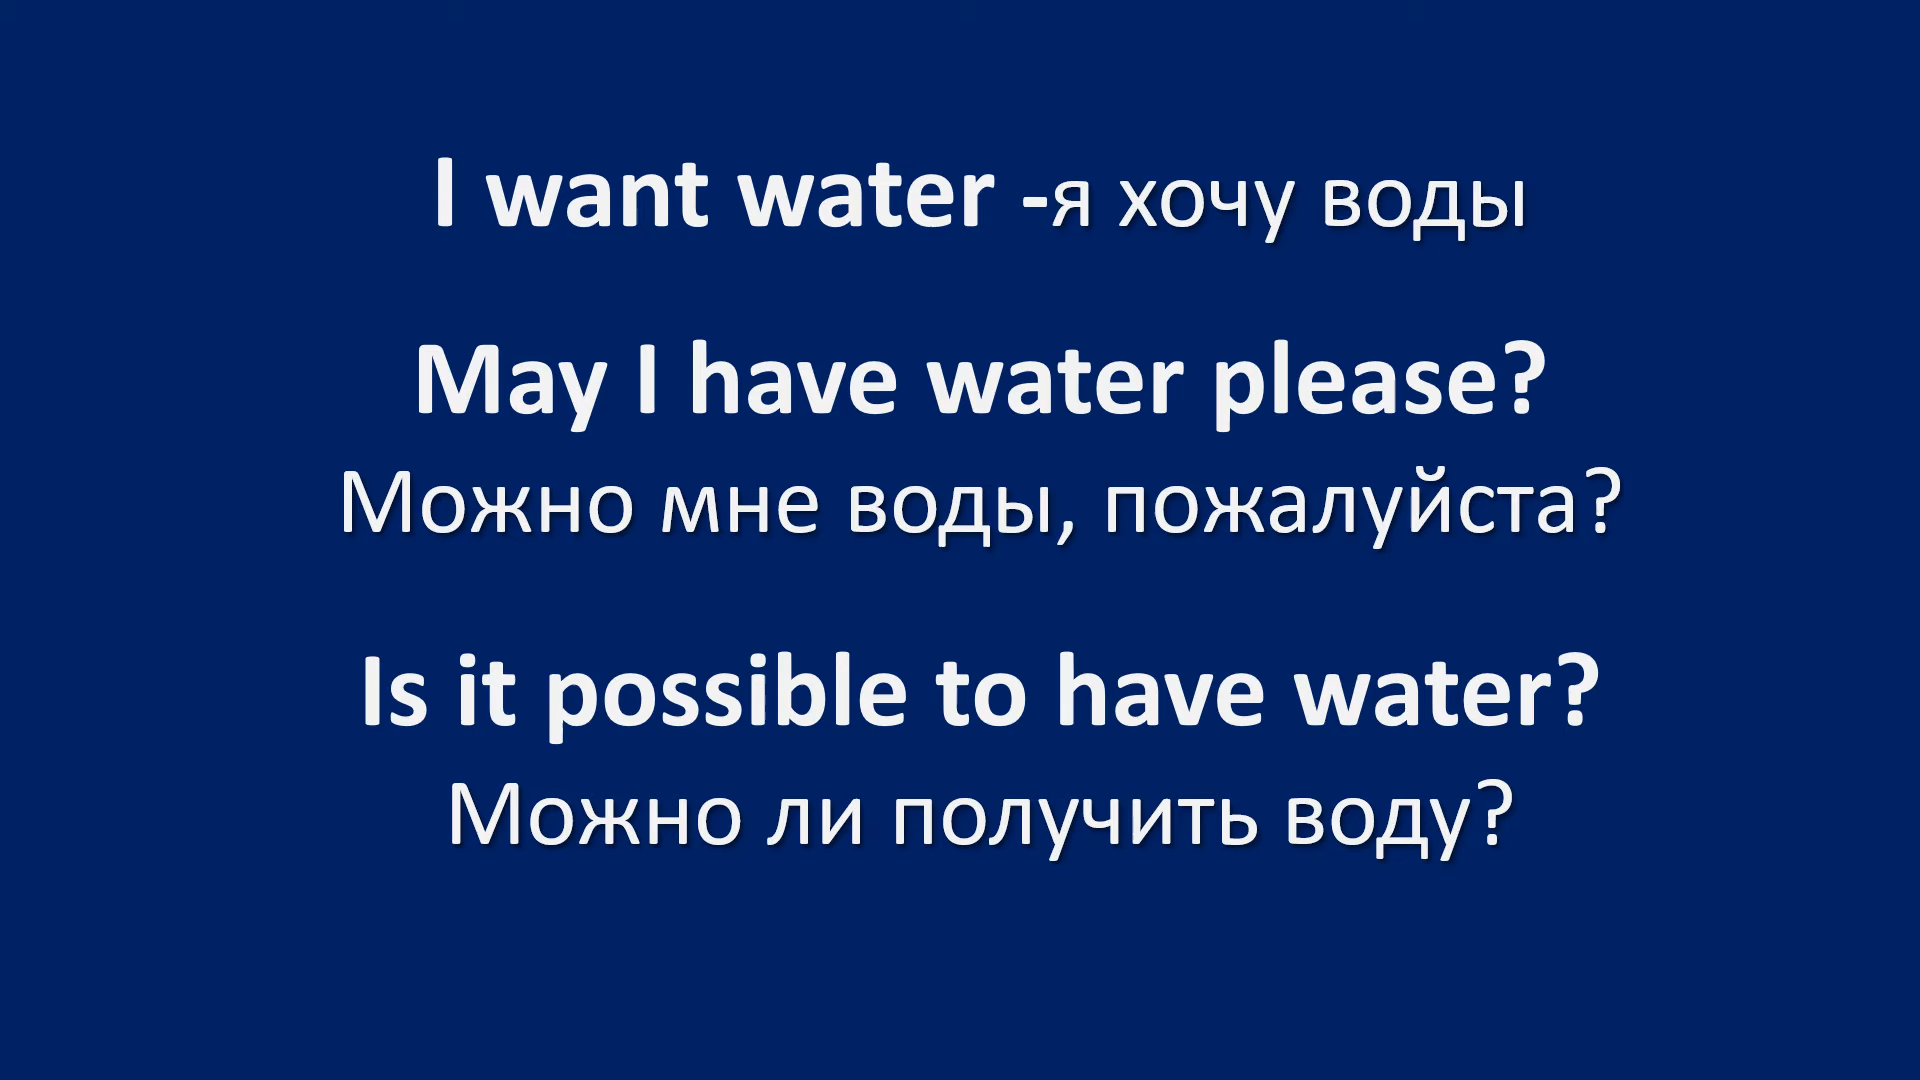 I want water -я хочу воды
May I have water please?
Можно мне воды, пожалуйста?
Is it possible to have water?
Можно ли получить воду?